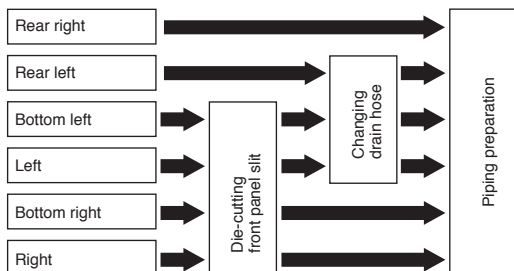 Rear right
Rear left
Bottom left
Left
Bottom right
Right
Die-cutting
front panel slit
Changing
drain hose
Piping preparation